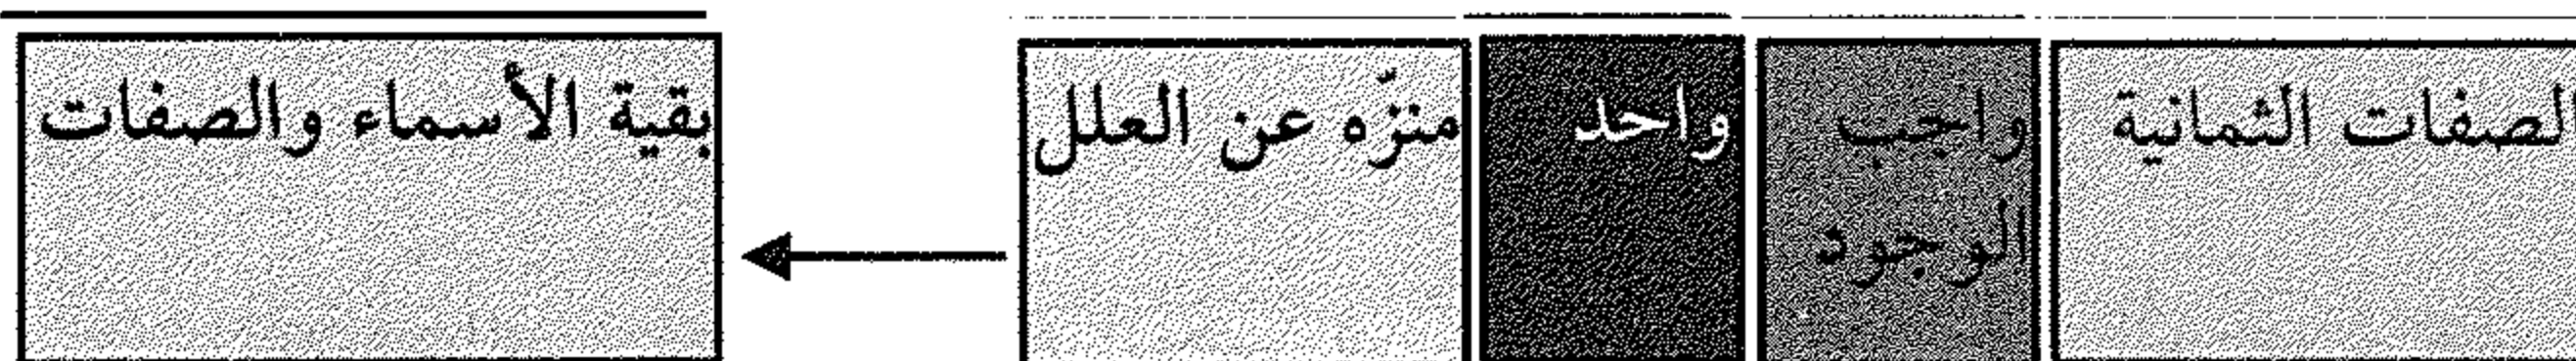 الصفات الثمانية
واجب
الوجود
واحد
منزّه عن العلل
بقية الأسماء والصفات